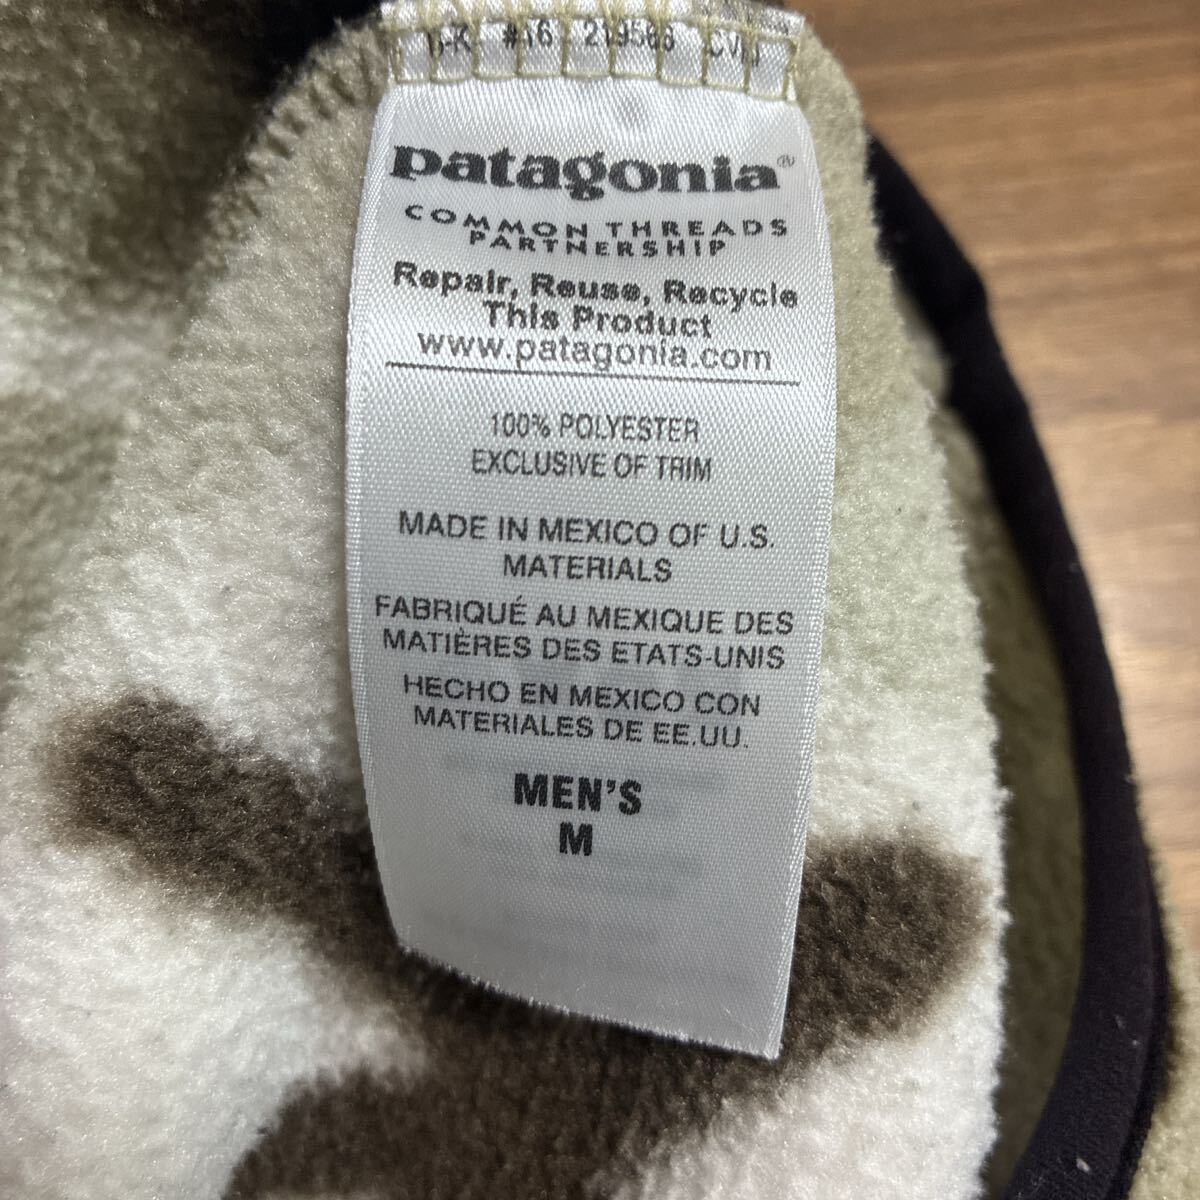 #16 219568
patagonia®
COMMON THREADS
PARTNERSHIP
Repair, Reuse, Recycle
This Product
www.patagonia.com
100% POLYESTER
EXCLUSIVE OF TRIM
MADE IN MEXICO OF U.S.
MATERIALS
FABRIQUÉ AU MEXIQUE DES
MATIÈRES DES ETATS-UNIS
HECHO EN MEXICO CON
MATERIALES DE EE.UU.
MEN'S
M